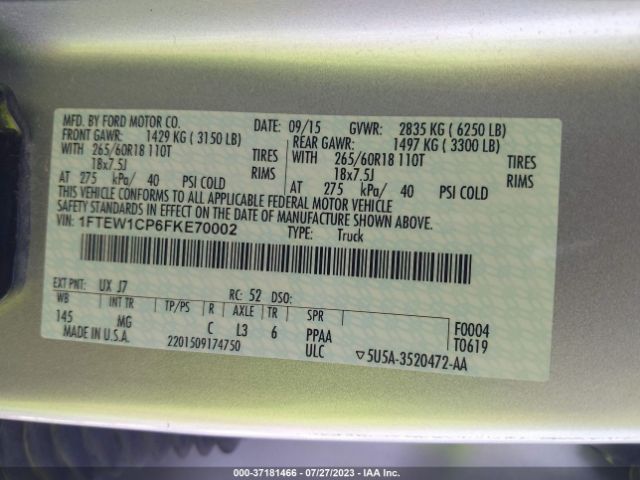 MFD. BY FORD MOTOR CO. DATE: 09/15 GVWR: 2835 KG ( 6250 LB)
FRONT GAWR: 1429 KG ( 3150 LB) REAR GAWR: 1497 KG ( 3300 LB)
WITH 265/60R18 110T TIRES WITH 265/60R18 110T TIRES
18x7.5J RIMS 18x7.5J RIMS
AT 275 kPa/ 40 PSI COLD AT 275 kPa/ 40 PSI COLD
THIS VEHICLE CONFORMS TO ALL APPLICABLE FEDERAL MOTOR VEHICLE
SAFETY STANDARDS IN EFFECT ON THE DATE OF MANUFACTURE SHOWN ABOVE.
VIN: 1FTEW1CP6FKE70002 TYPE: Truck
EXT PNT: UX J7 RC: 52 DSO:
WB INT TR TP/PS R AXLE TR SPR F0004
145 MG C L3 6 PPAA T0619
MADE IN U.S.A. 2201509174750 ULC ▽5U5A-3520472-AA
000-37181466 - 07/27/2023 - IAA Inc.